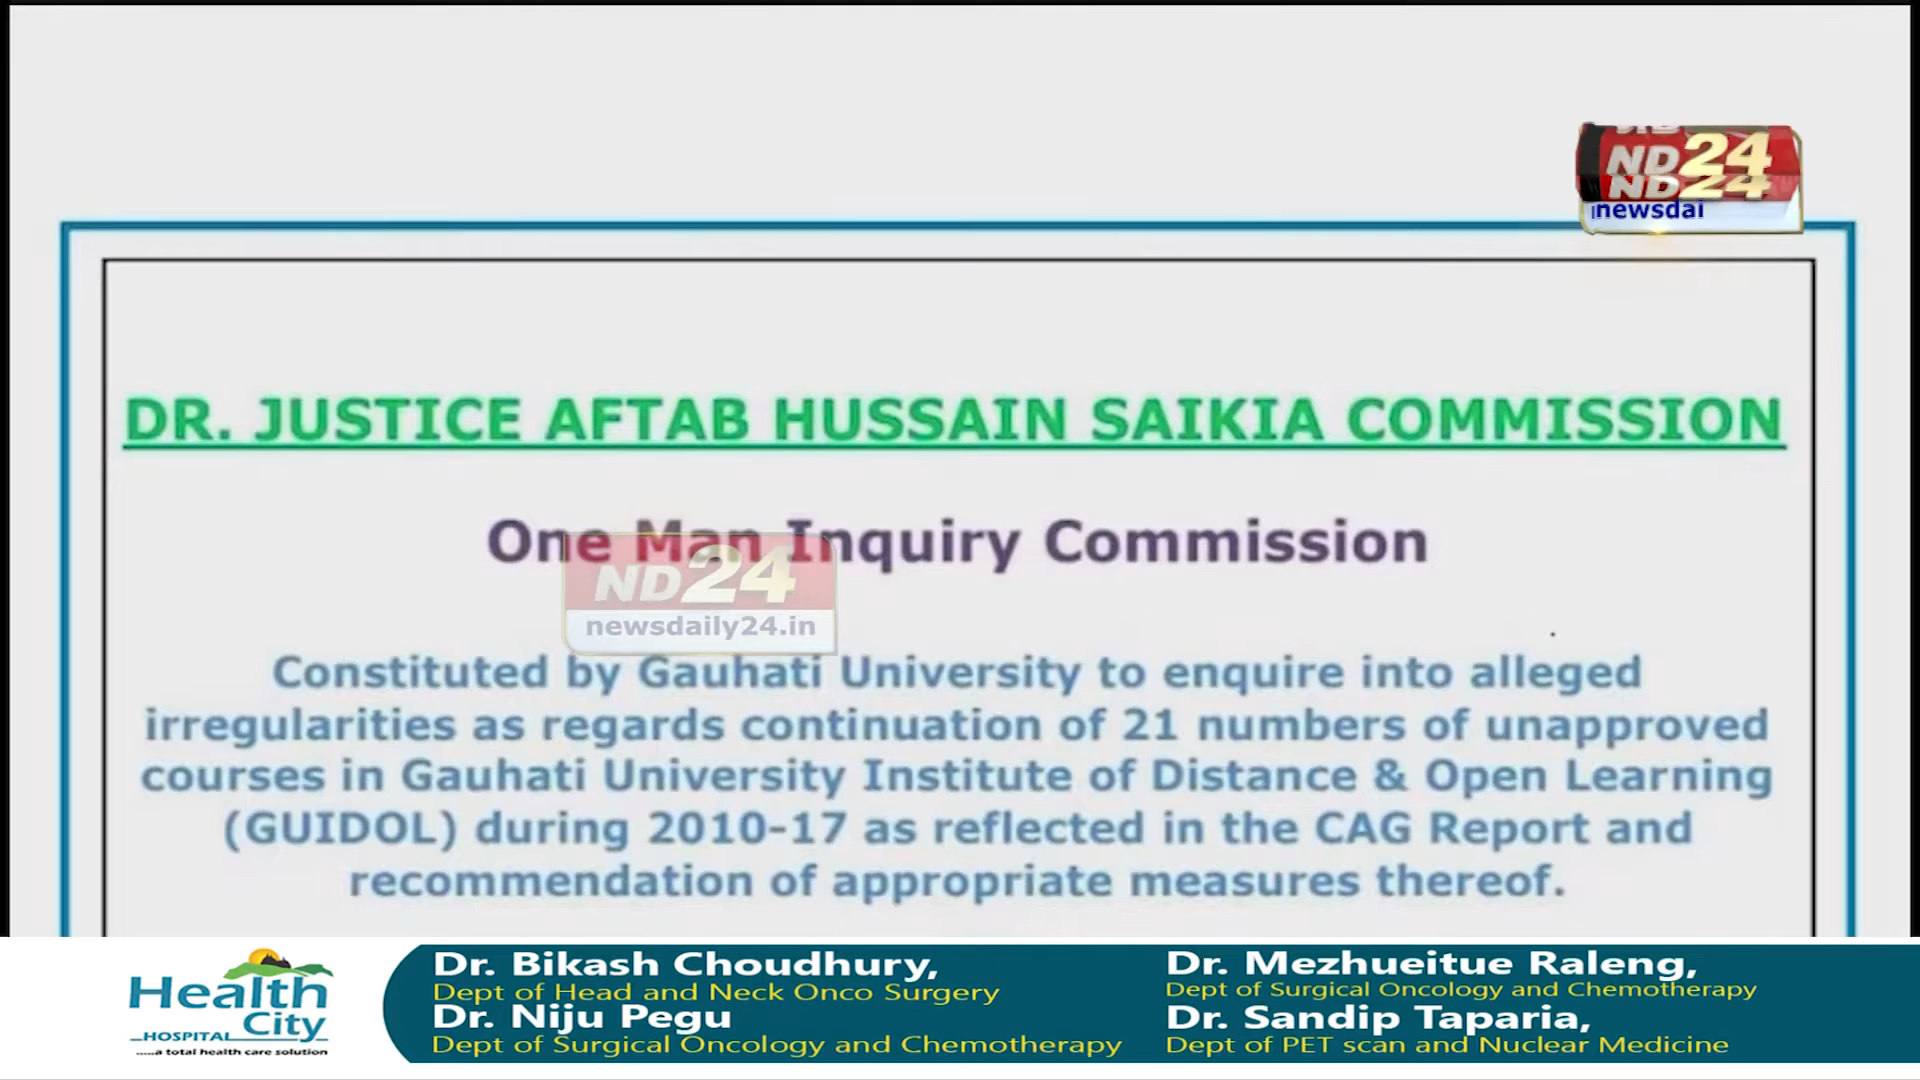 ND24
ND24
newsdai
DR. JUSTICE AFTAB HUSSAIN SAIKIA COMMISSION
One Man Inquiry Commission
ND24
newsdaily24.in
Constituted by Gauhati University to enquire into alleged
irregularities as regards continuation of 21 numbers of unapproved
courses in Gauhati University Institute of Distance & Open Learning
(GUIDOL) during 2010-17 as reflected in the CAG Report and
recommendation of appropriate measures thereof.
Health
City
HOSPITAL
.....a total health care solution
Dr. Bikash Choudhury,
Dept of Head and Neck Onco Surgery
Dr. Niju Pegu
Dept of Surgical Oncology and Chemotherapy
Dr. Mezhueitue Raleng,
Dept of Surgical Oncology and Chemotherapy
Dr. Sandip Taparia,
Dept of PET scan and Nuclear Medicine